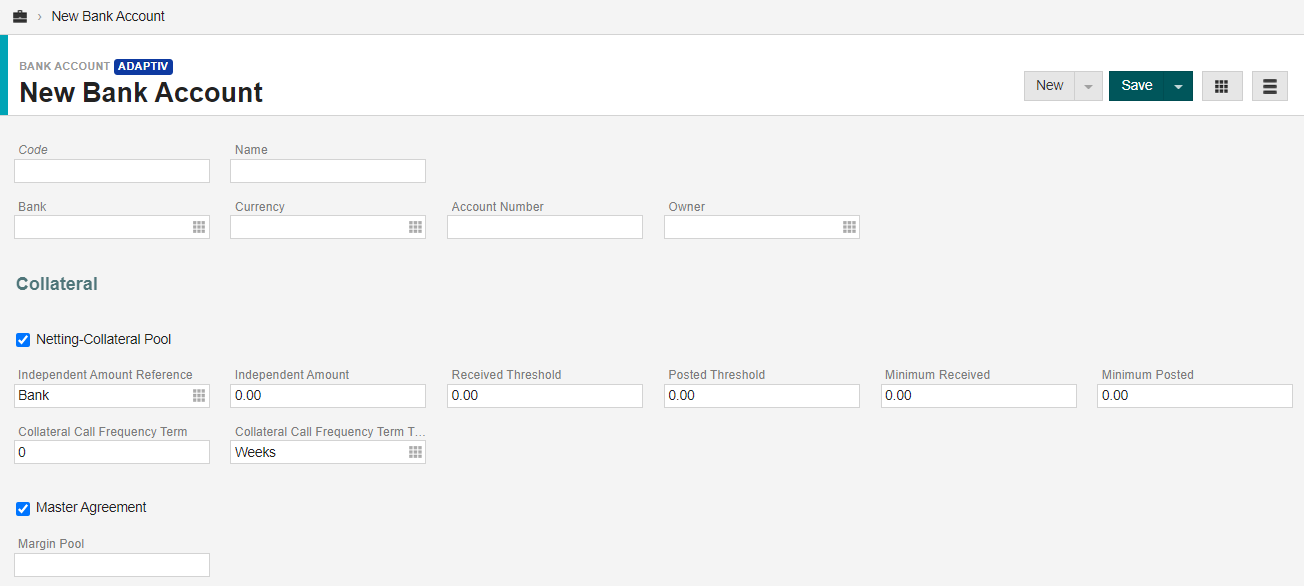 New Bank Account
BANK ACCOUNT ADAPTIV
New Bank Account
New Save
Code Name
Bank Currency Account Number Owner
Collateral
Netting-Collateral Pool
Independent Amount Reference Independent Amount Received Threshold Posted Threshold Minimum Received Minimum Posted
Bank 0.00 0.00 0.00 0.00 0.00
Collateral Call Frequency Term Collateral Call Frequency Term T...
0 Weeks
Master Agreement
Margin Pool